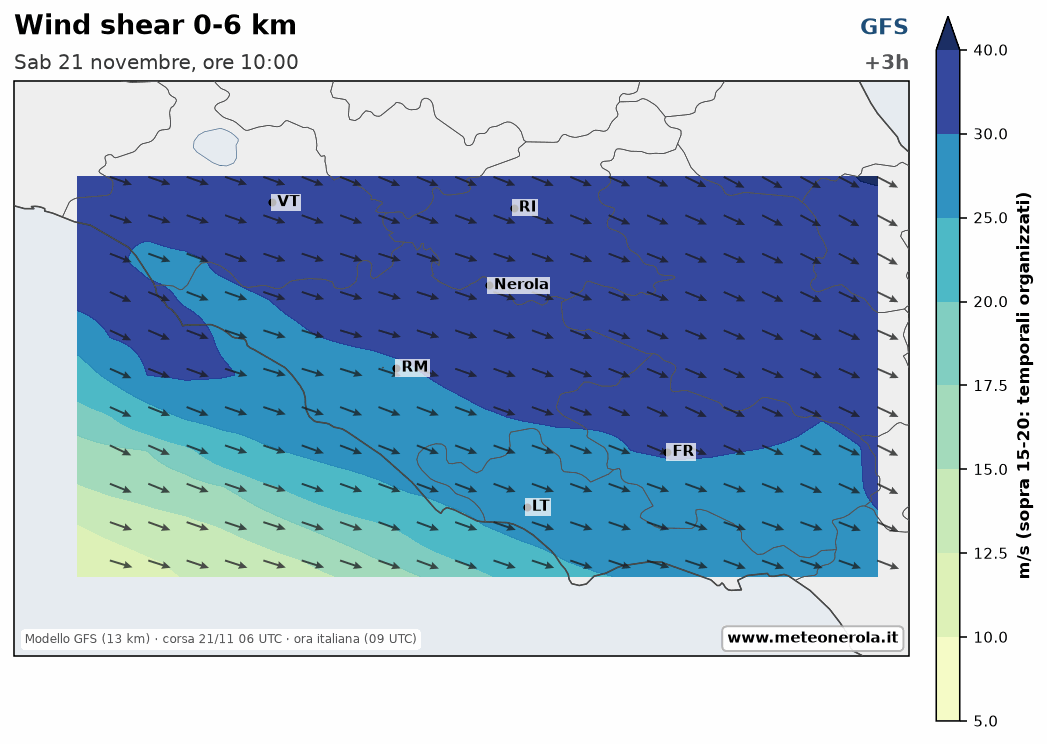 Wind shear 0-6 km
GFS
Sab 21 novembre, ore 10:00
+3h
VT
RI
Nerola
RM
FR
LT
40.0
30.0
25.0
20.0
17.5
15.0
12.5
10.0
5.0
m/s (sopra 15-20: temporali organizzati)
Modello GFS (13 km) · corsa 21/11 06 UTC · ora italiana (09 UTC)
www.meteonerola.it